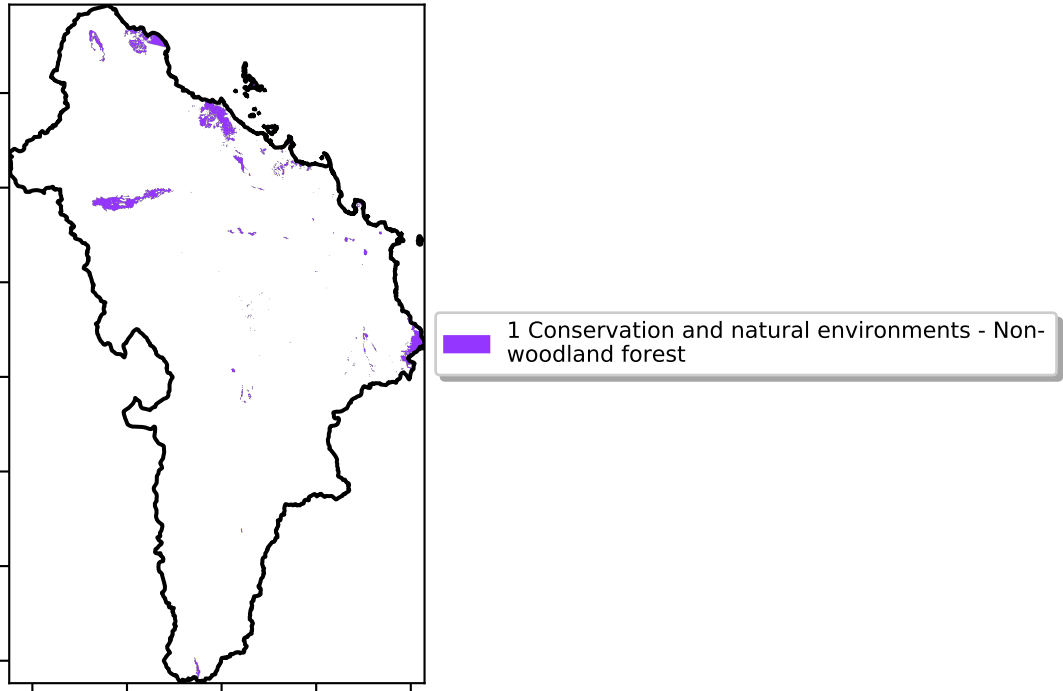 1 Conservation and natural environments - Non-
woodland forest